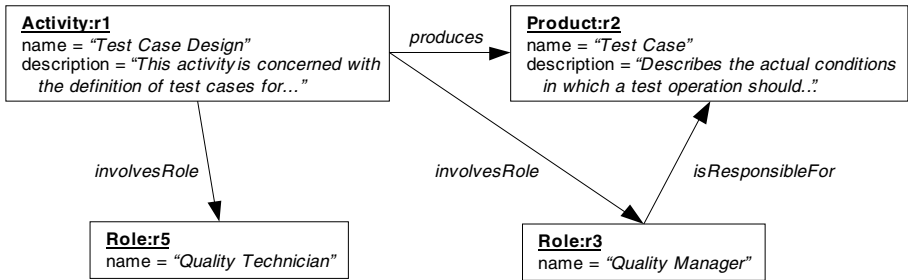 Activity:r1
name = “Test Case Design”
description = “This activity is concerned with
the definition of test cases for…”
produces
Product:r2
name = “Test Case”
description = “Describes the actual conditions
in which a test operation should...”
involvesRole
involvesRole
isResponsibleFor
Role:r5
name = “Quality Technician”
Role:r3
name = “Quality Manager”